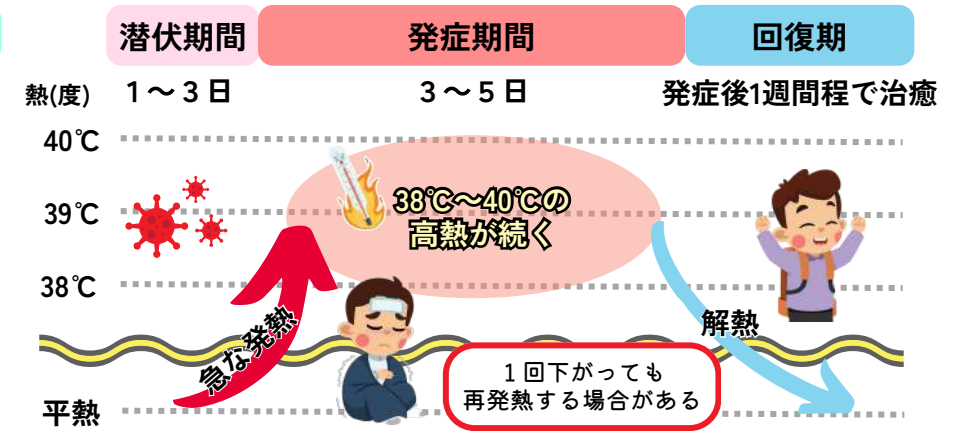 潜伏期間
発症期間
回復期
熱(度)
1～3日
3～5日
発症後1週間程で治癒
40℃
39℃
38℃～40℃の
高熱が続く
38℃
急な発熱
解熱
1回下がっても
再発熱する場合がある
平熱